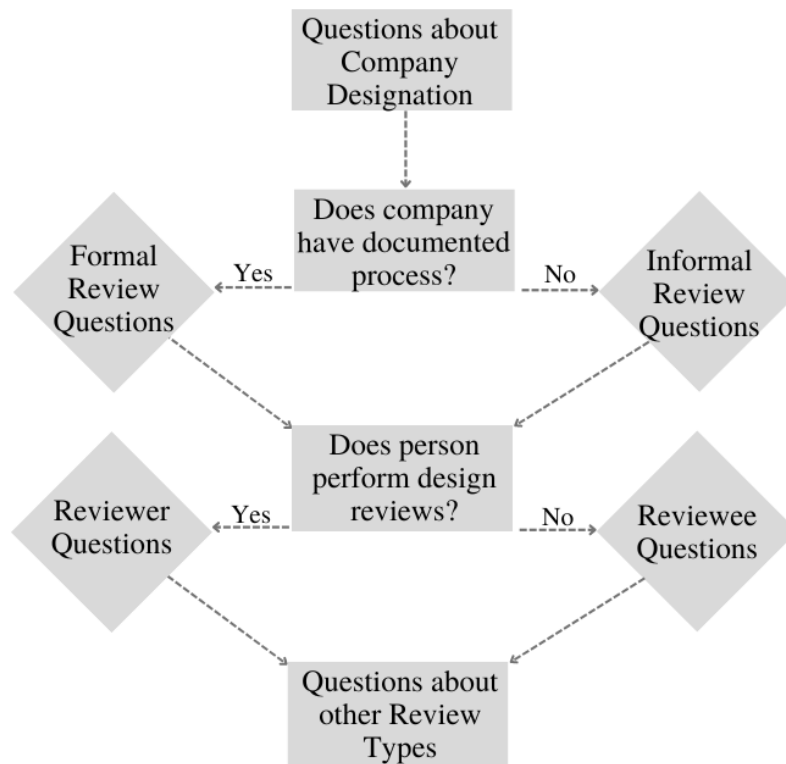 Questions about
Company
Designation
Does company
have documented
process?
Yes
No
Formal
Review
Questions
Informal
Review
Questions
Does person
perform design
reviews?
Yes
No
Reviewer
Questions
Reviewee
Questions
Questions about
other Review
Types